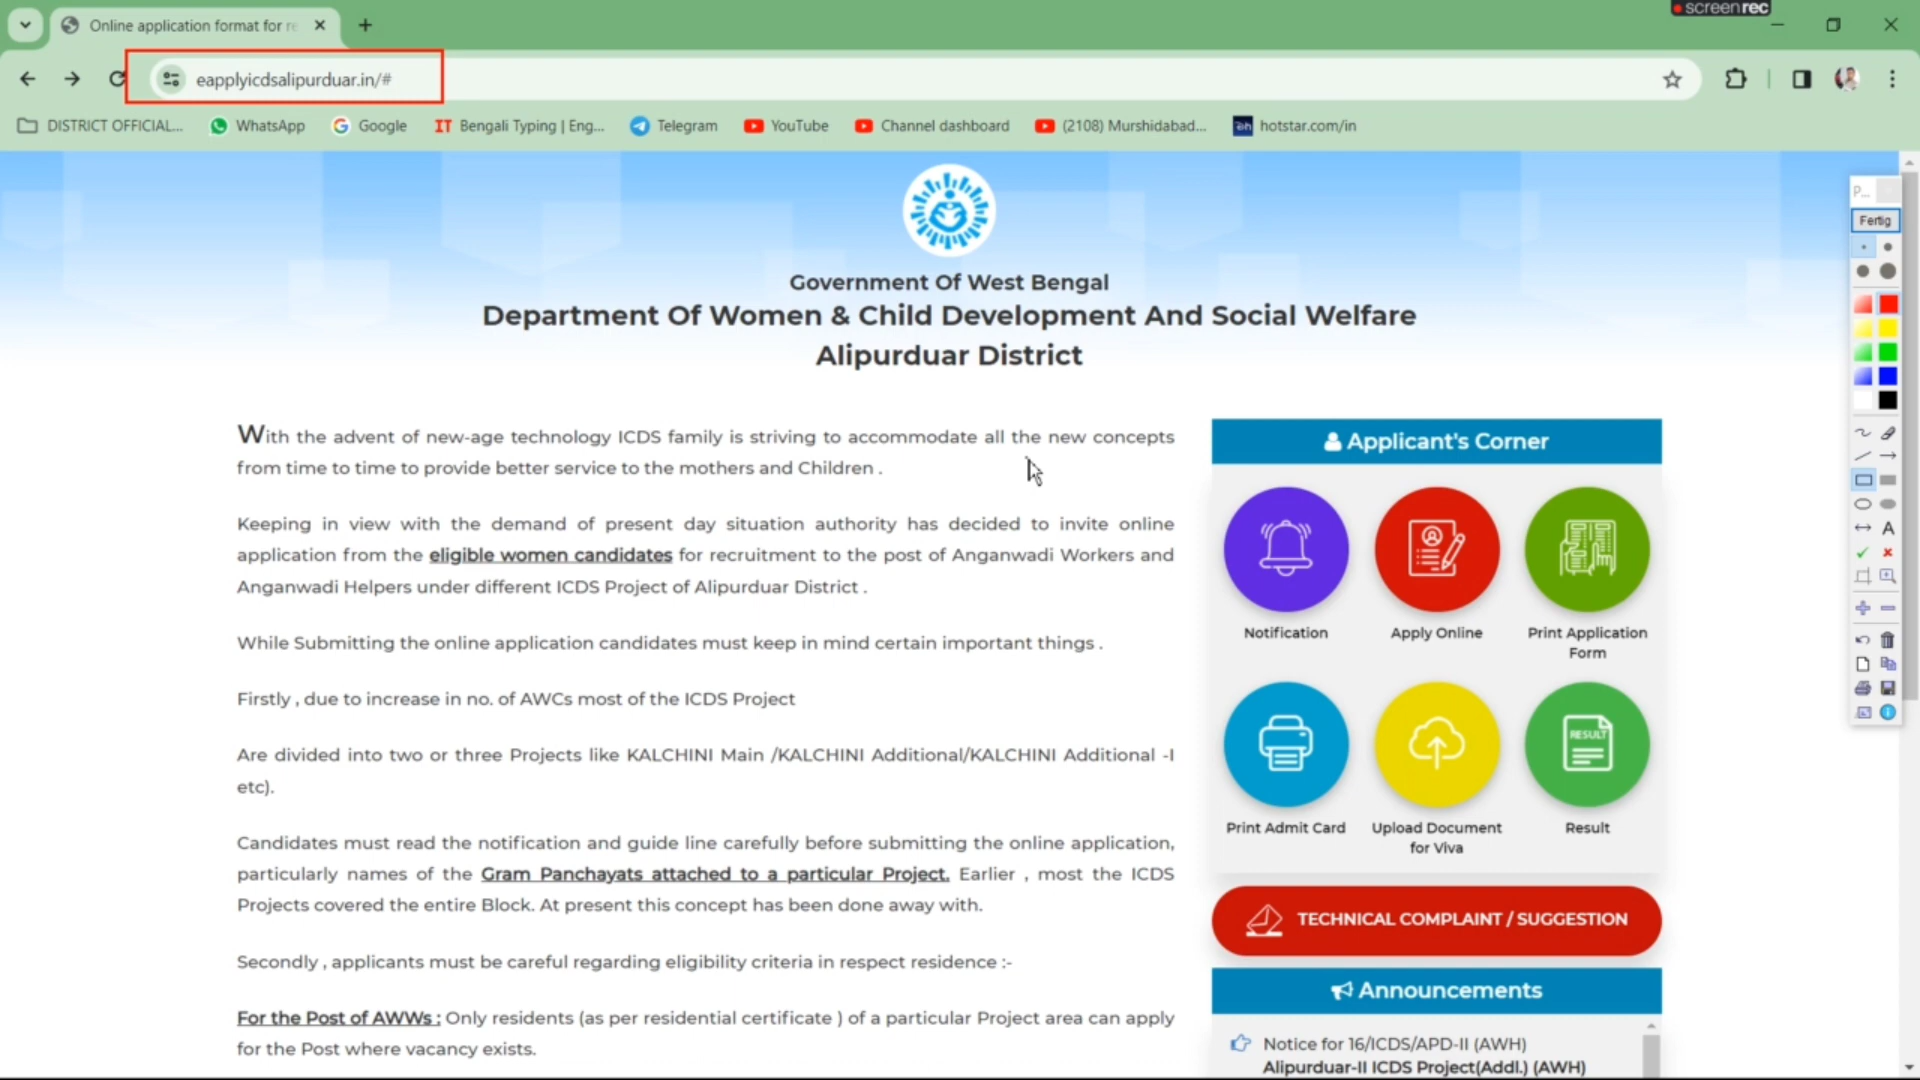 screenrec
Online application format for re
eapplyicdsalipurduar.in/#
DISTRICT OFFICIAL... WhatsApp Google IT Bengali Typing | Eng... Telegram YouTube Channel dashboard (2108) Murshidabad... hotstar.com/in
P...
Fertig
A
Government Of West Bengal
Department Of Women & Child Development And Social Welfare
Alipurduar District
With the advent of new-age technology ICDS family is striving to accommodate all the new concepts
from time to time to provide better service to the mothers and Children .
Keeping in view with the demand of present day situation authority has decided to invite online
application from the eligible women candidates for recruitment to the post of Anganwadi Workers and
Anganwadi Helpers under different ICDS Project of Alipurduar District .
While Submitting the online application candidates must keep in mind certain important things .
Firstly , due to increase in no. of AWCs most of the ICDS Project
Are divided into two or three Projects like KALCHINI Main /KALCHINI Additional/KALCHINI Additional -I
etc).
Candidates must read the notification and guide line carefully before submitting the online application,
particularly names of the Gram Panchayats attached to a particular Project. Earlier , most the ICDS
Projects covered the entire Block. At present this concept has been done away with.
Secondly , applicants must be careful regarding eligibility criteria in respect residence :-
For the Post of AWWs : Only residents (as per residential certificate ) of a particular Project area can apply
for the Post where vacancy exists.
Applicant's Corner
Notification Apply Online Print Application
Form
RESULT
Print Admit Card Upload Document Result
for Viva
TECHNICAL COMPLAINT / SUGGESTION
Announcements
Notice for 16/ICDS/APD-II (AWH)
Alipurduar-II ICDS Project(Addl.) (AWH)